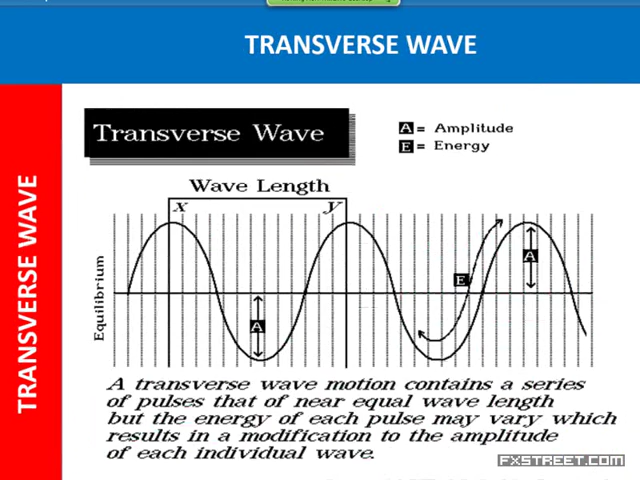 TRANSVERSE WAVE
TRANSVERSE WAVE
Transverse Wave
A = Amplitude
E = Energy
Wave Length
x y
Equilibrium
A
E
A
A transverse wave motion contains a series
of pulses that of near equal wave length
but the energy of each pulse may vary which
results in a modification to the amplitude
of each individual wave.
FXSTREET.COM